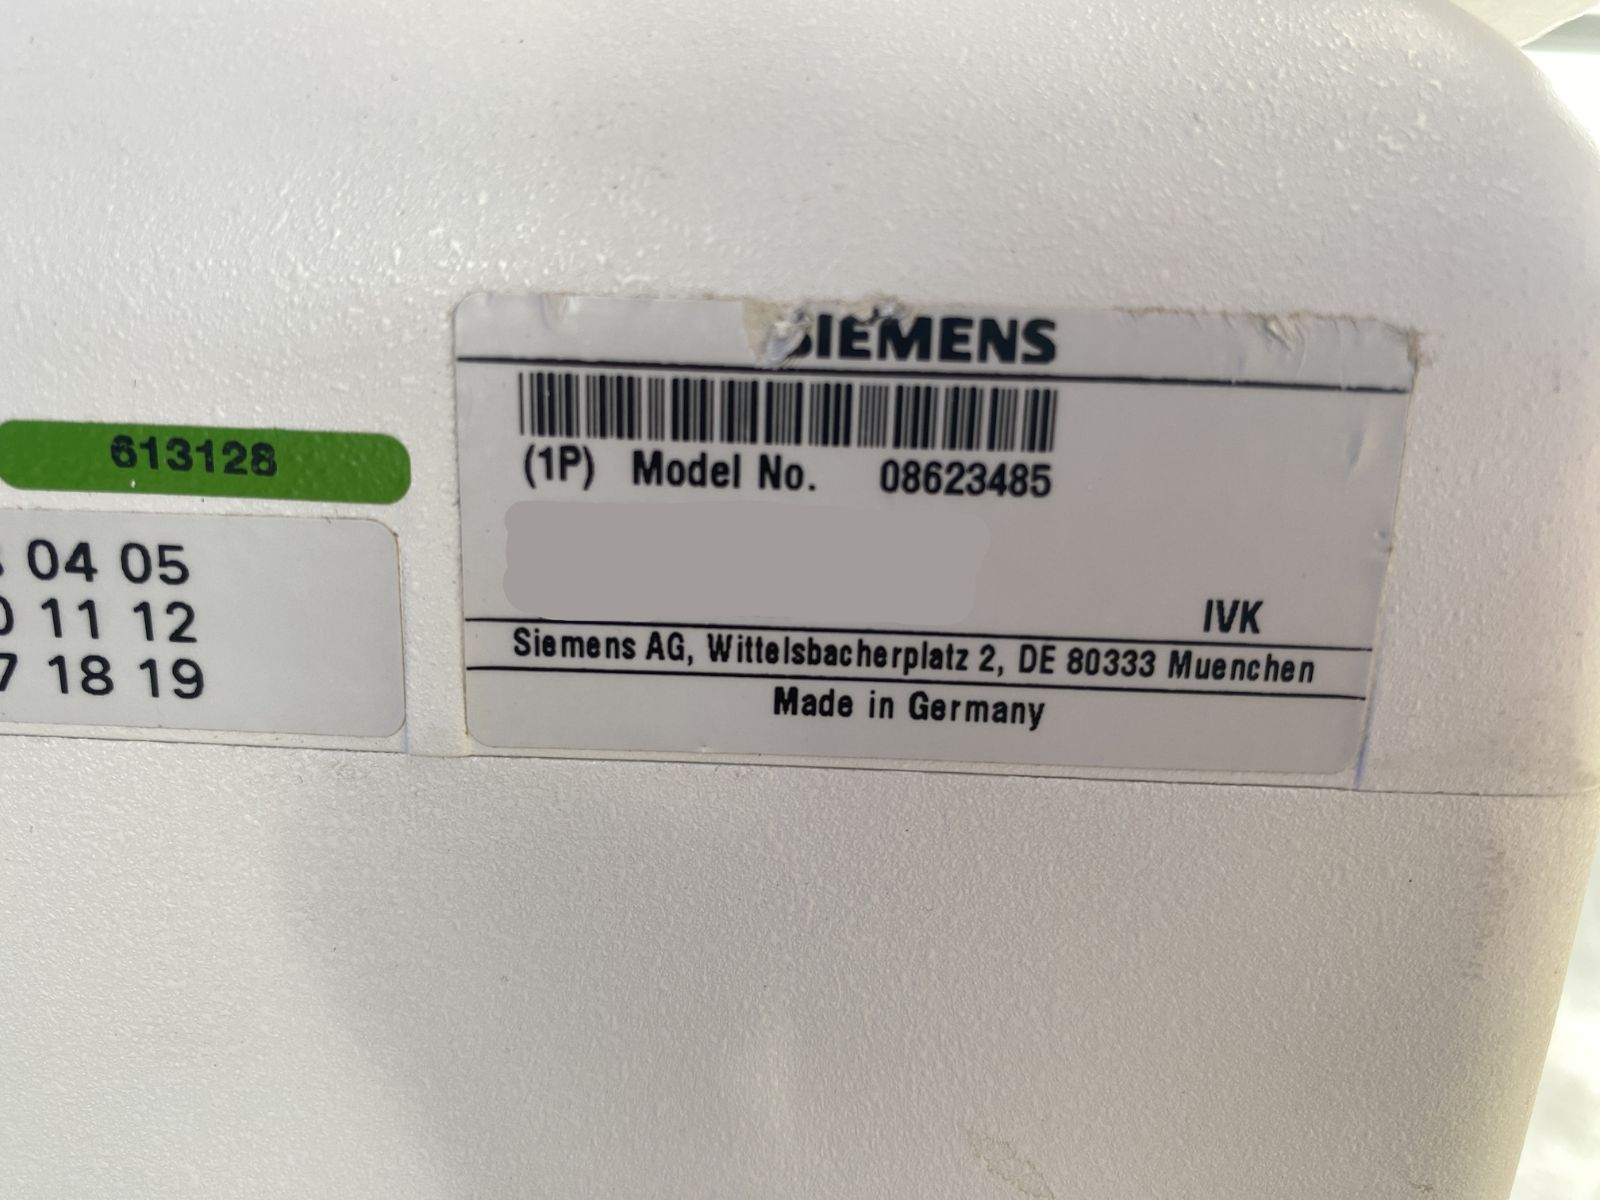 SIEMENS
(1P) Model No. 08623485
IVK
Siemens AG, Wittelsbacherplatz 2, DE 80333 Muenchen
Made in Germany
613128
04 05
11 12
18 19